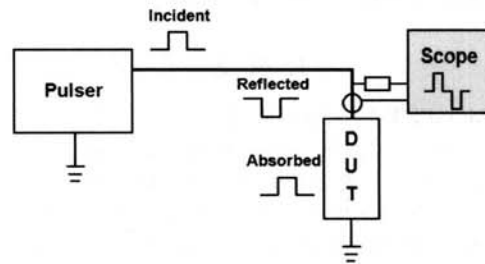 Incident
Pulser
Reflected
Scope
Absorbed
D
U
T